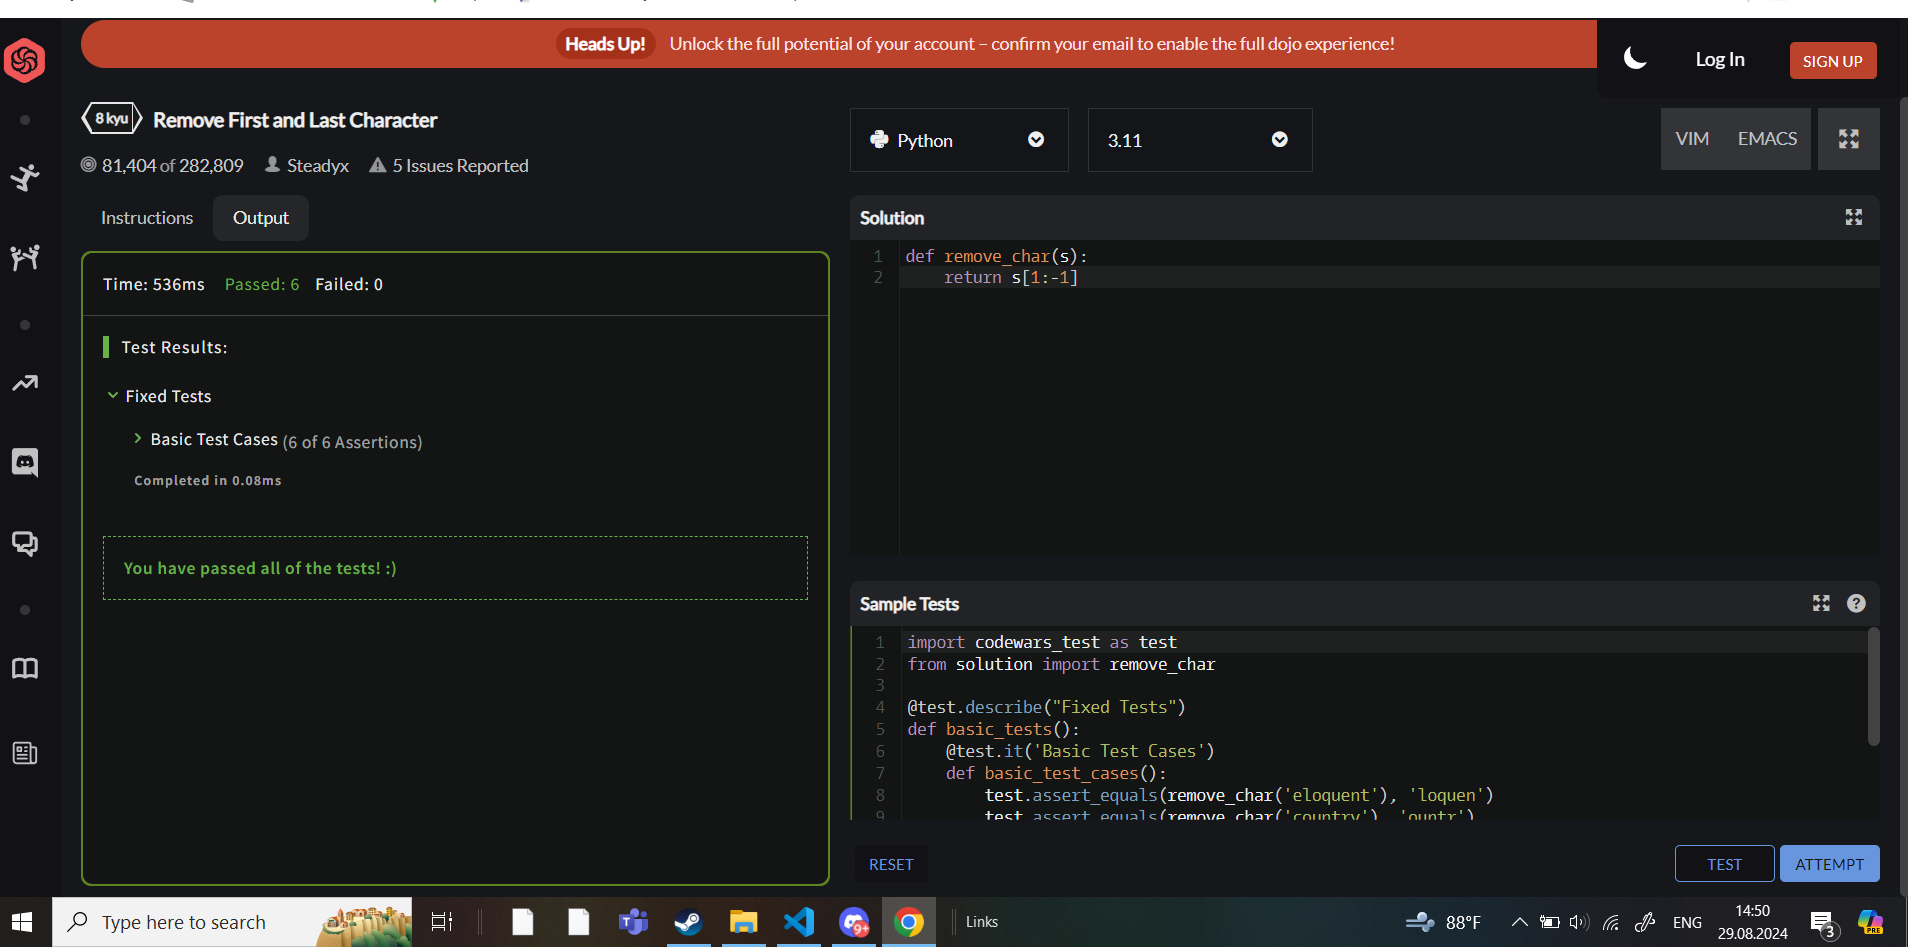 Heads Up! Unlock the full potential of your account – confirm your email to enable the full dojo experience!
Log In
SIGN UP
8 kyu Remove First and Last Character
81,404 of 282,809 Steadyx 5 Issues Reported
Python
3.11
VIM EMACS
Instructions Output
Time: 536ms Passed: 6 Failed: 0
Test Results:
Fixed Tests
Basic Test Cases (6 of 6 Assertions)
Completed in 0.08ms
You have passed all of the tests! :)
Solution
1 def remove_char(s):
2 return s[1:-1]
Sample Tests
?
1 import codewars_test as test
2 from solution import remove_char
3
4 @test.describe("Fixed Tests")
5 def basic_tests():
6 @test.it('Basic Test Cases')
7 def basic_test_cases():
8 test.assert_equals(remove_char('eloquent'), 'loquen')
9 test.assert_equals(remove_char('country'), 'ountr')
RESET
TEST
ATTEMPT
Type here to search
T
9+
Links
88°F
ENG
14:50
29.08.2024
3
PRE